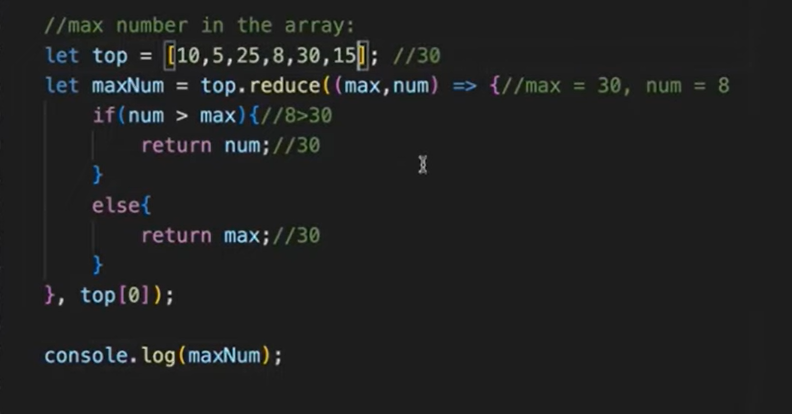 //max number in the array:
let top = [10,5,25,8,30,15]; //30
let maxNum = top.reduce((max,num) => {//max = 30, num = 8
if(num > max){//8>30
return num;//30
}
else{
return max;//30
}
}, top[0]);
console.log(maxNum);